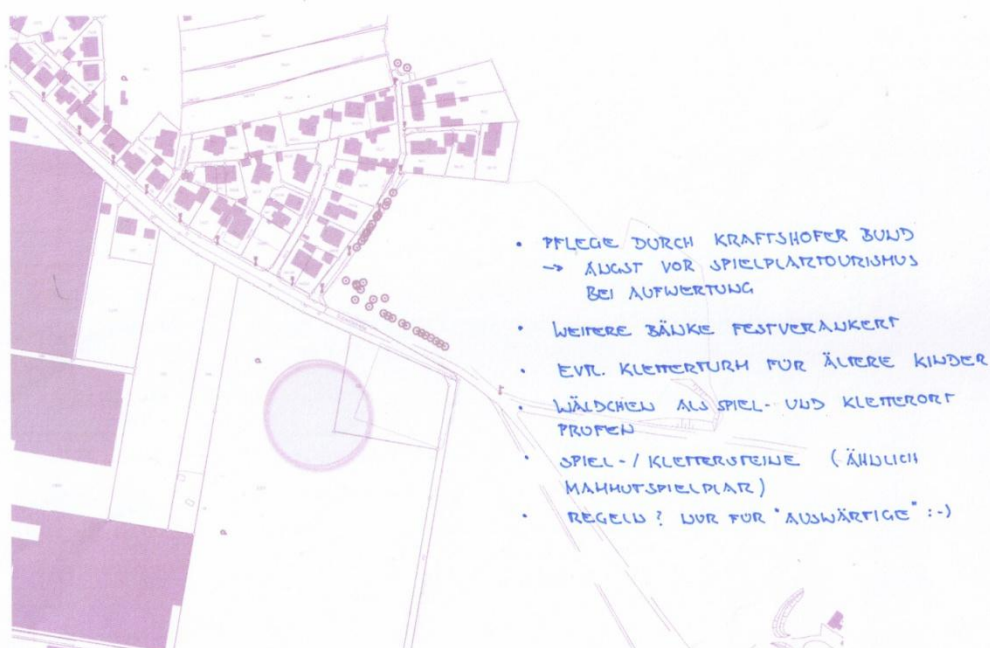 • PFLEGE DURCH KRAFTSHOFER BUND
→ ANGST VOR SPIELPLATZTOURISMUS
BEI AUFWERTUNG
• WEITERE BÄNKE FESTVERANKERT
• EVTL. KLETTERTURM FÜR ÄLTERE KINDER
• WÄLDCHEN ALS SPIEL- UND KLETTERORT
PRÜFEN
• SPIEL-/KLETTERSTEINE (ÄHNLICH
MAMMUTSPIELPLATZ)
• REGELN? NUR FÜR "AUSWÄRTIGE" :-)